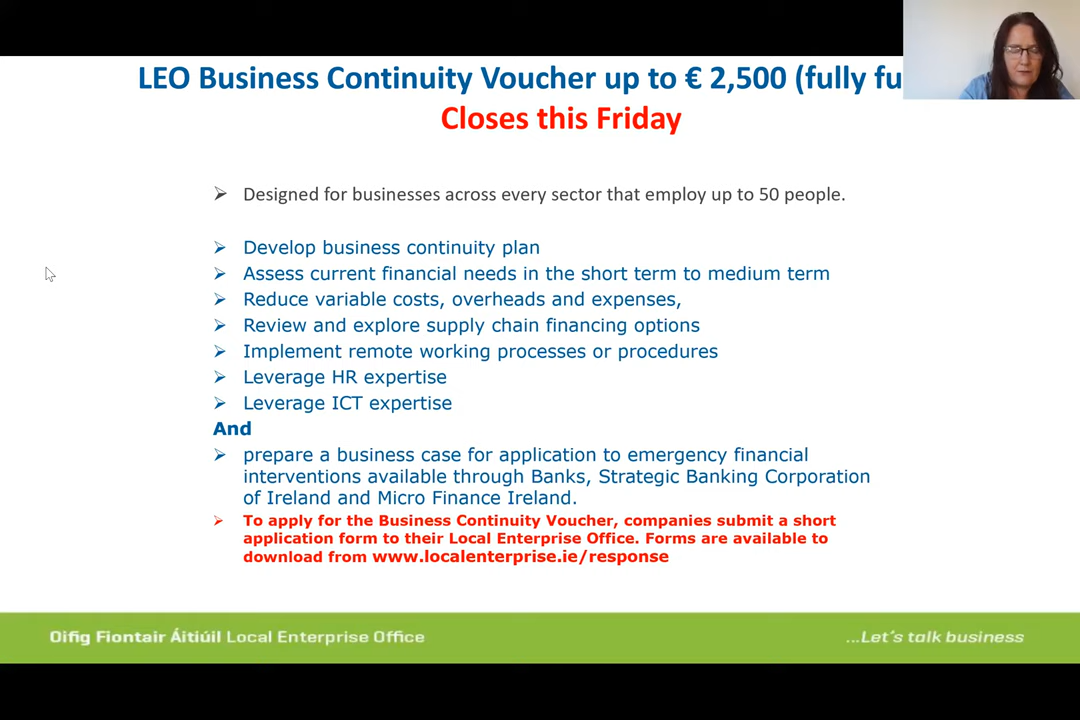 LEO Business Continuity Voucher up to € 2,500 (fully
Closes this Friday
Designed for businesses across every sector that employ up to 50 people.
Develop business continuity plan
Assess current financial needs in the short term to medium term
Reduce variable costs, overheads and expenses,
Review and explore supply chain financing options
Implement remote working processes or procedures
Leverage HR expertise
Leverage ICT expertise
And
prepare a business case for application to emergency financial
interventions available through Banks, Strategic Banking Corporation
of Ireland and Micro Finance Ireland.
To apply for the Business Continuity Voucher, companies submit a short
application form to their Local Enterprise Office. Forms are available to
download from www.localenterprise.ie/response
Oifig Fiontair Áitiúil Local Enterprise Office
...Let's talk business